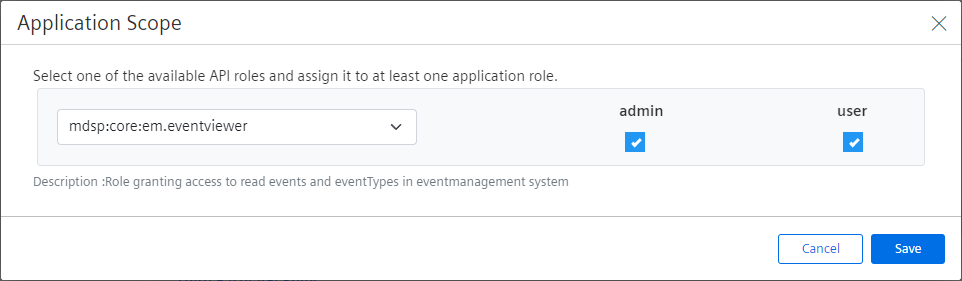 Application Scope
Select one of the available API roles and assign it to at least one application role.
admin user
mdsp:core:em.eventviewer
Description :Role granting access to read events and eventTypes in eventmanagement system
Cancel Save